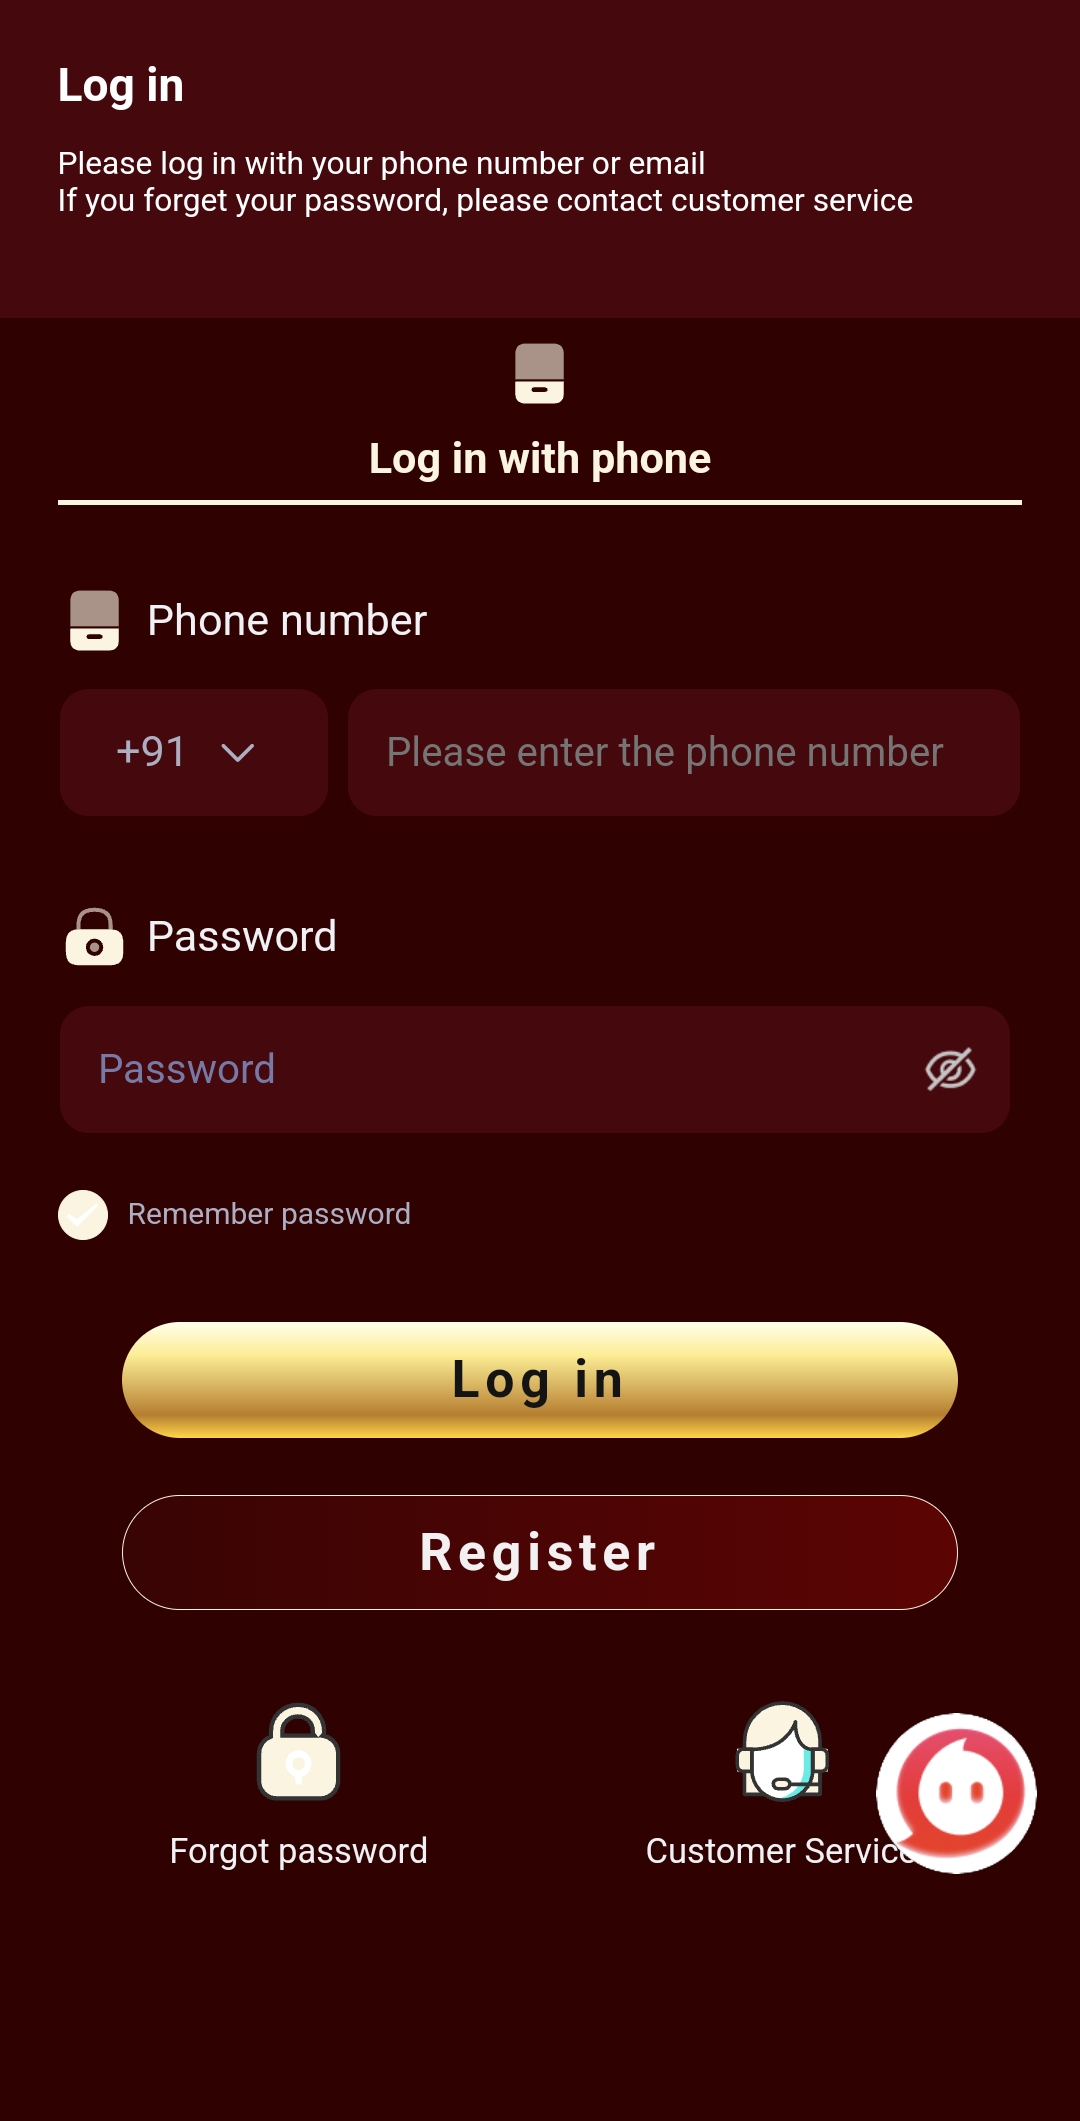 Log in
Please log in with your phone number or email
If you forget your password, please contact customer service
Log in with phone
Phone number
+91
Please enter the phone number
Password
Password
Remember password
Log in
Register
Forgot password
Customer Service